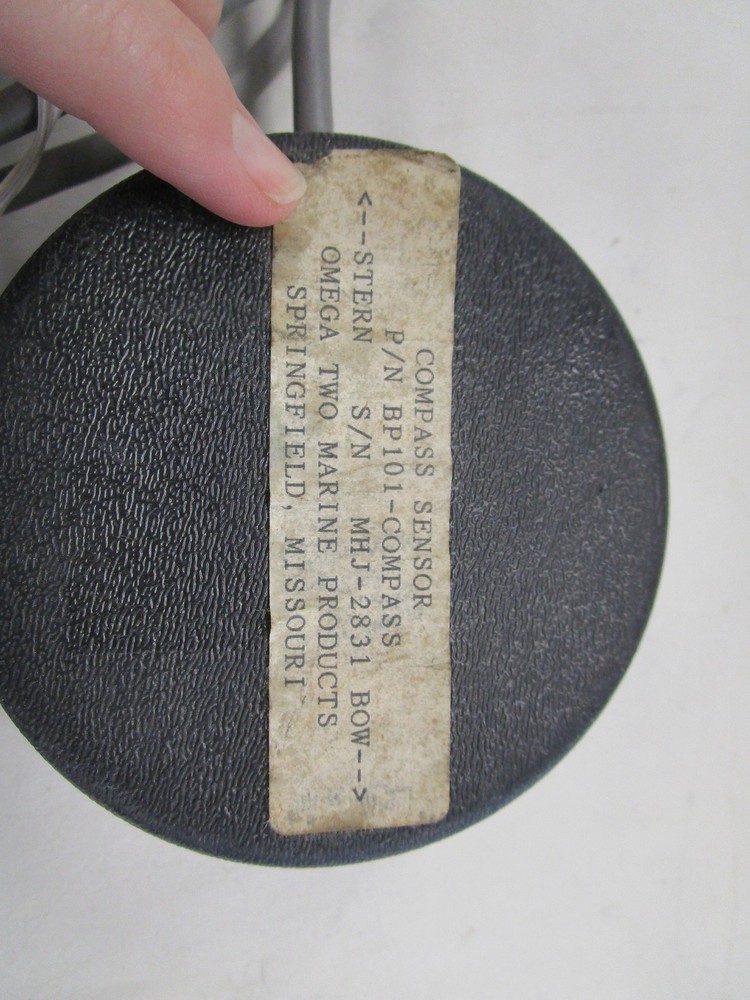 COMPASS SENSOR
P/N BP101-COMPASS
<--STERN S/N MHJ-2831 BOW-->
OMEGA TWO MARINE PRODUCTS
SPRINGFIELD, MISSOURI